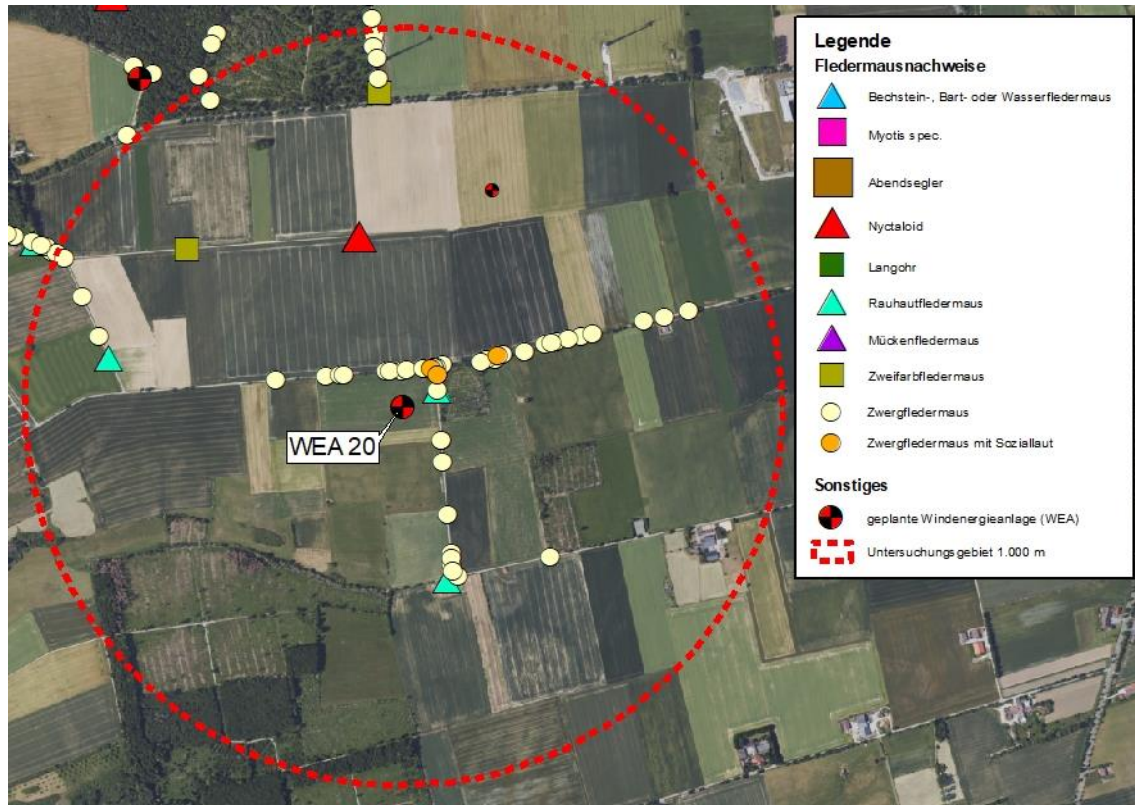 Legende
Fledermausnachweise
Bechstein-, Bart- oder Wasserfledermaus
Myotis spec.
Abendsegler
Nyctaloid
Langohr
Rauhautfledermaus
Mückenfledermaus
Zweifarbfledermaus
Zwergfledermaus
Zwergfledermaus mit Soziallaut
Sonstiges
geplante Windenergieanlage (WEA)
Untersuchungsgebiet 1.000 m
WEA 20